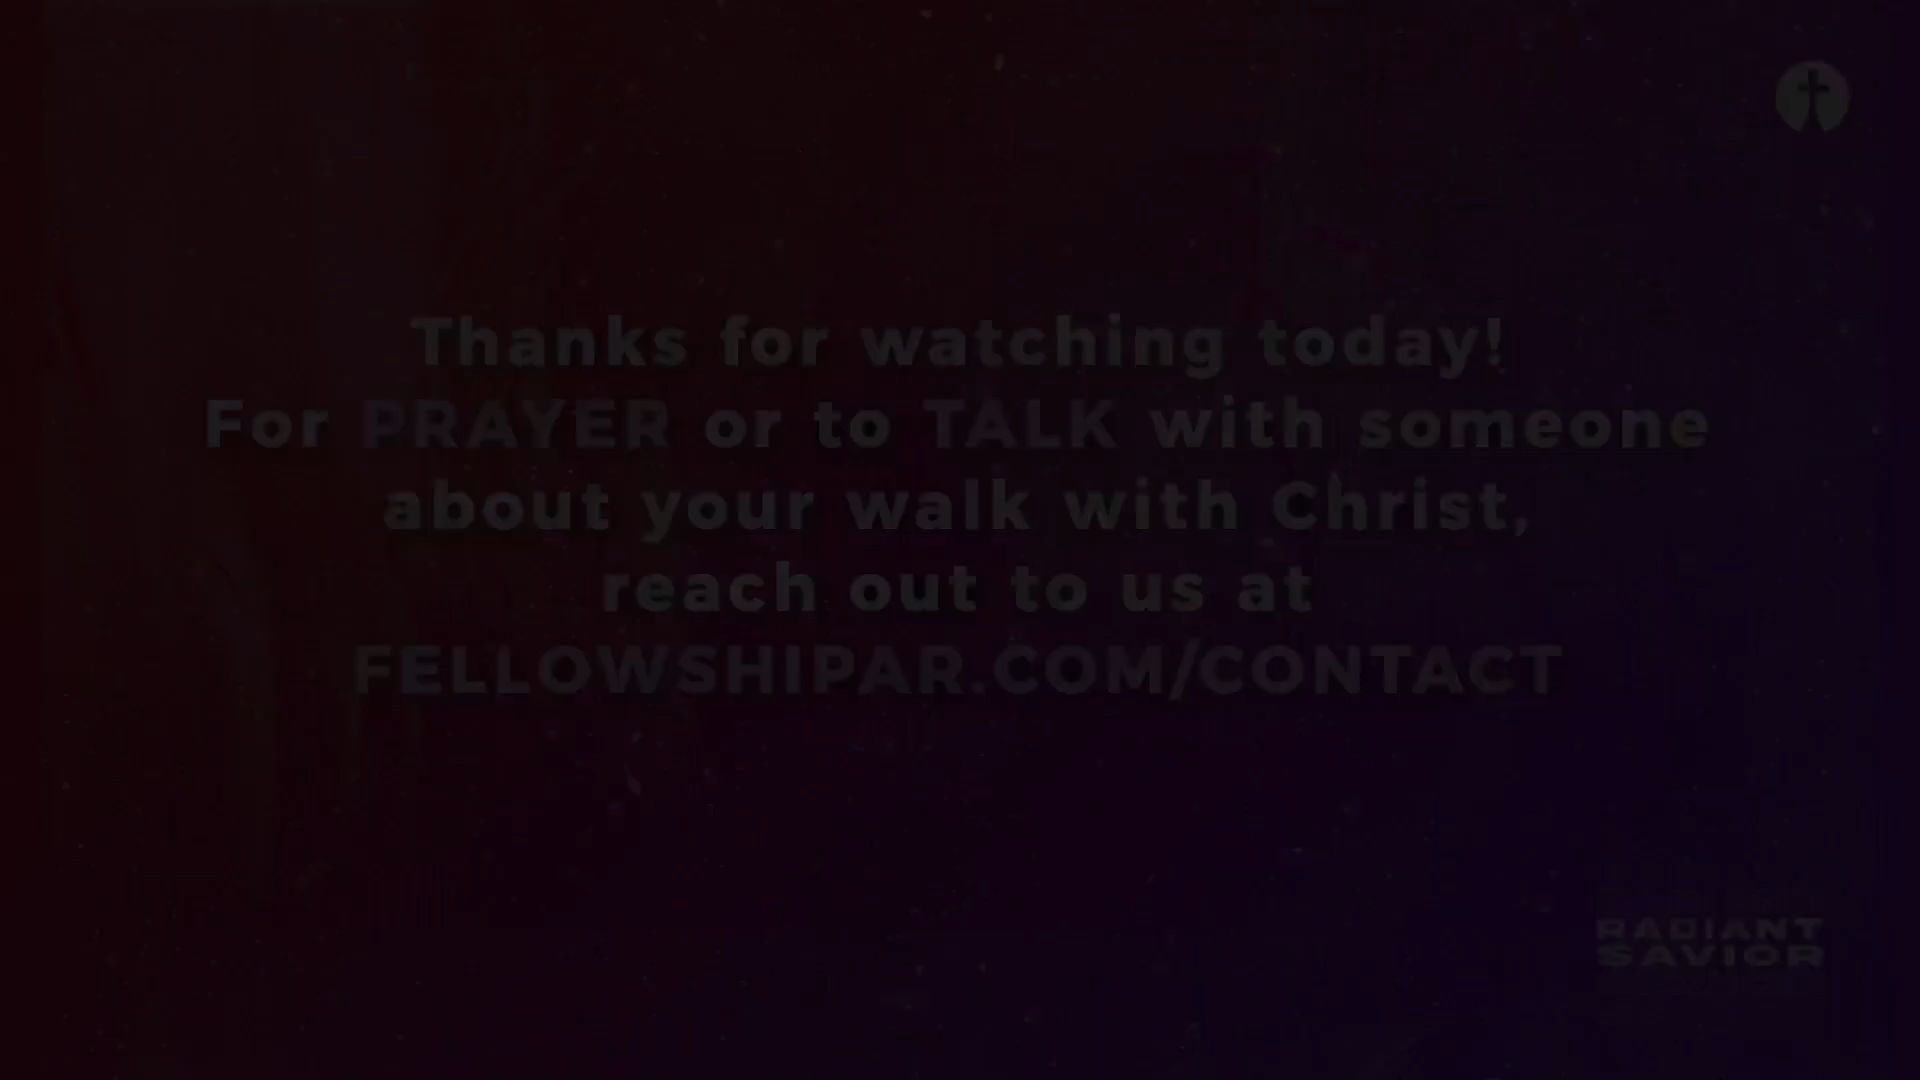 Thanks for watching today!
For PRAYER or to TALK with someone
about your walk with Christ,
reach out to us at
FELLOWSHIPAR.COM/CONTACT
RADIANT
SAVIOR